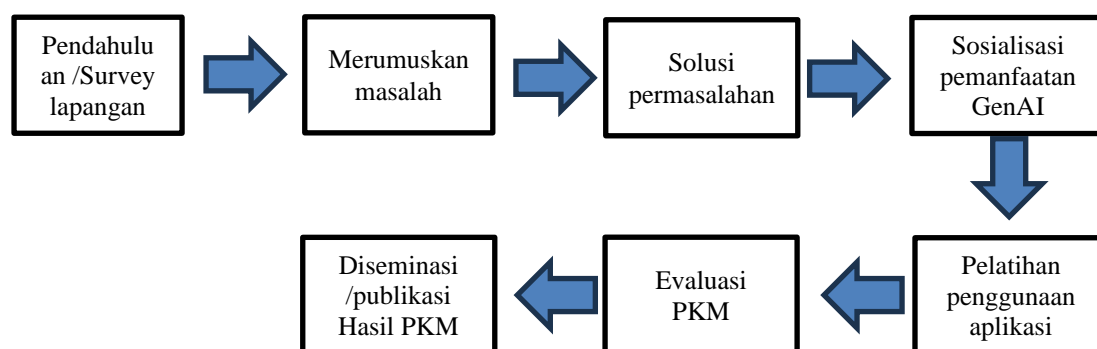 Pendahulu
an /Survey
lapangan
Merumuskan
masalah
Solusi
permasalahan
Sosialisasi
pemanfaatan
GenAI
Pelatihan
penggunaan
aplikasi
Evaluasi
PKM
Diseminasi
/publikasi
Hasil PKM